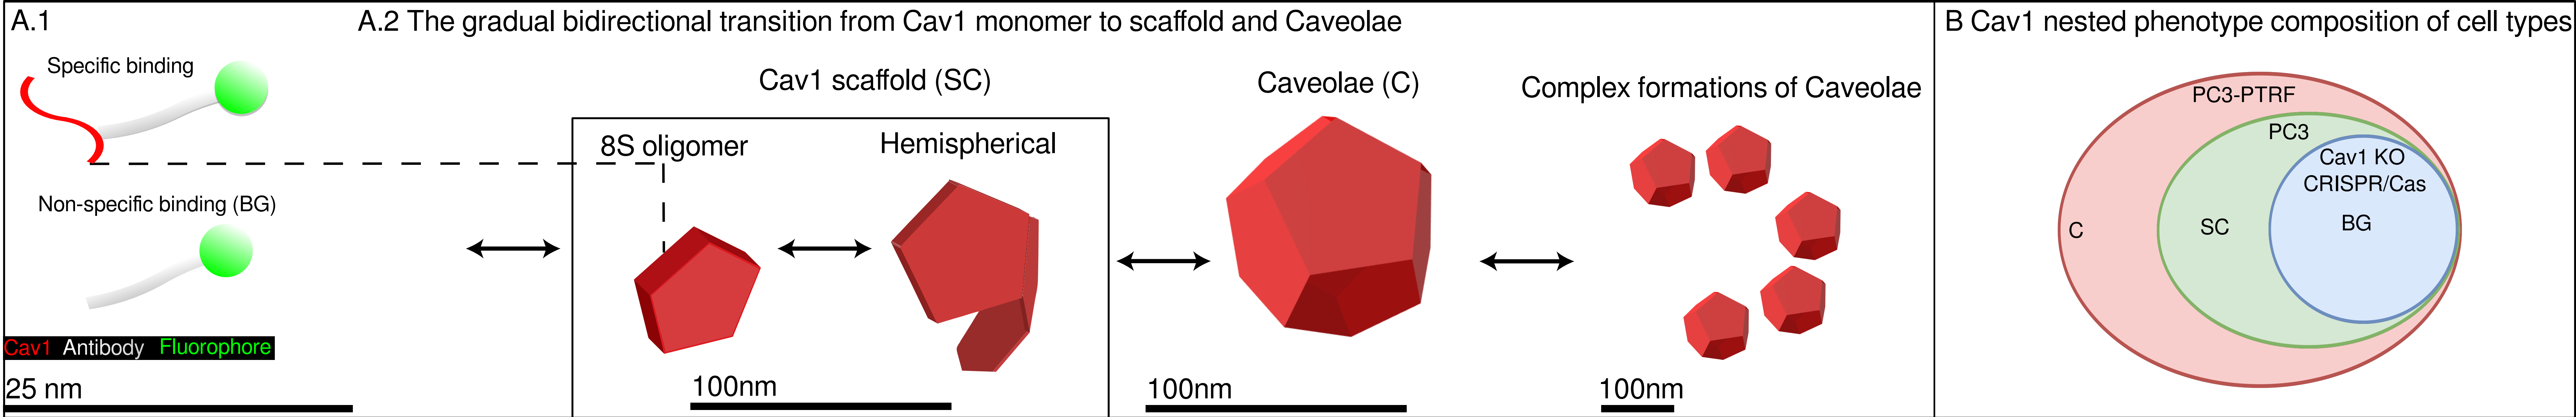 A.1
Specific binding
Non-specific binding (BG)
Cav1 Antibody Fluorophore
25 nm
A.2 The gradual bidirectional transition from Cav1 monomer to scaffold and Caveolae
Cav1 scaffold (SC)
8S oligomer
Hemispherical
100nm
Caveolae (C)
100nm
Complex formations of Caveolae
100nm
B Cav1 nested phenotype composition of cell types
PC3-PTRF
PC3
Cav1 KO
CRISPR/Cas
C
SC
BG